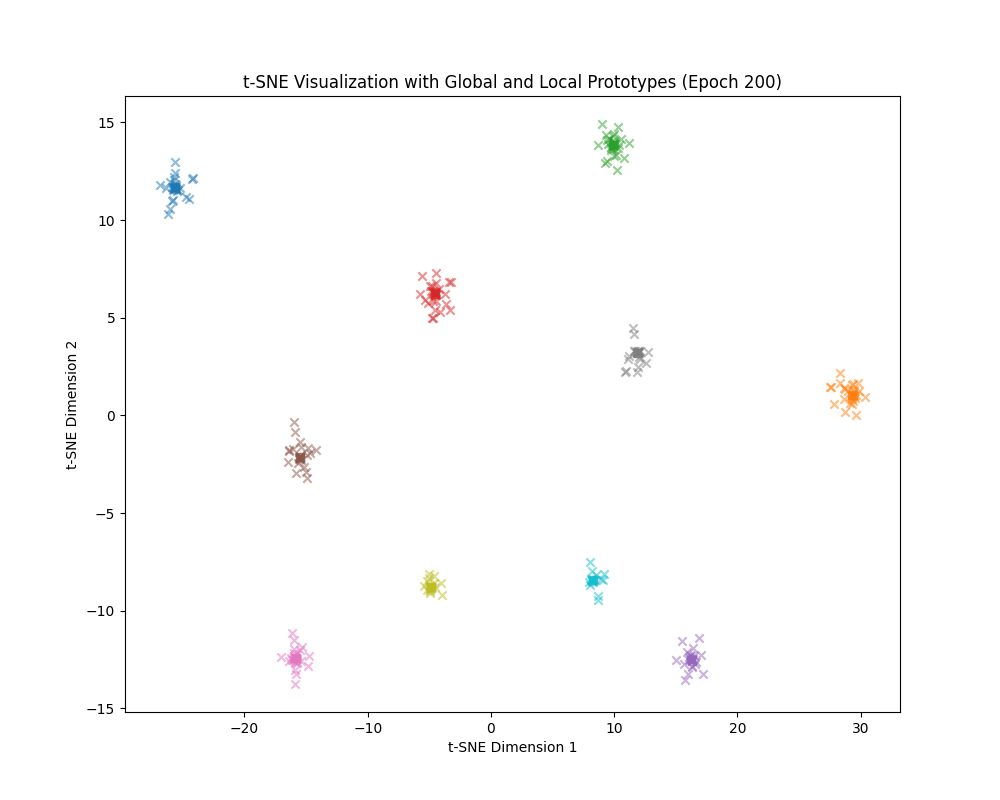 t-SNE Visualization with Global and Local Prototypes (Epoch 200)
15
10
5
0
−5
−10
−15
t-SNE Dimension 2
−20 −10 0 10 20 30
t-SNE Dimension 1